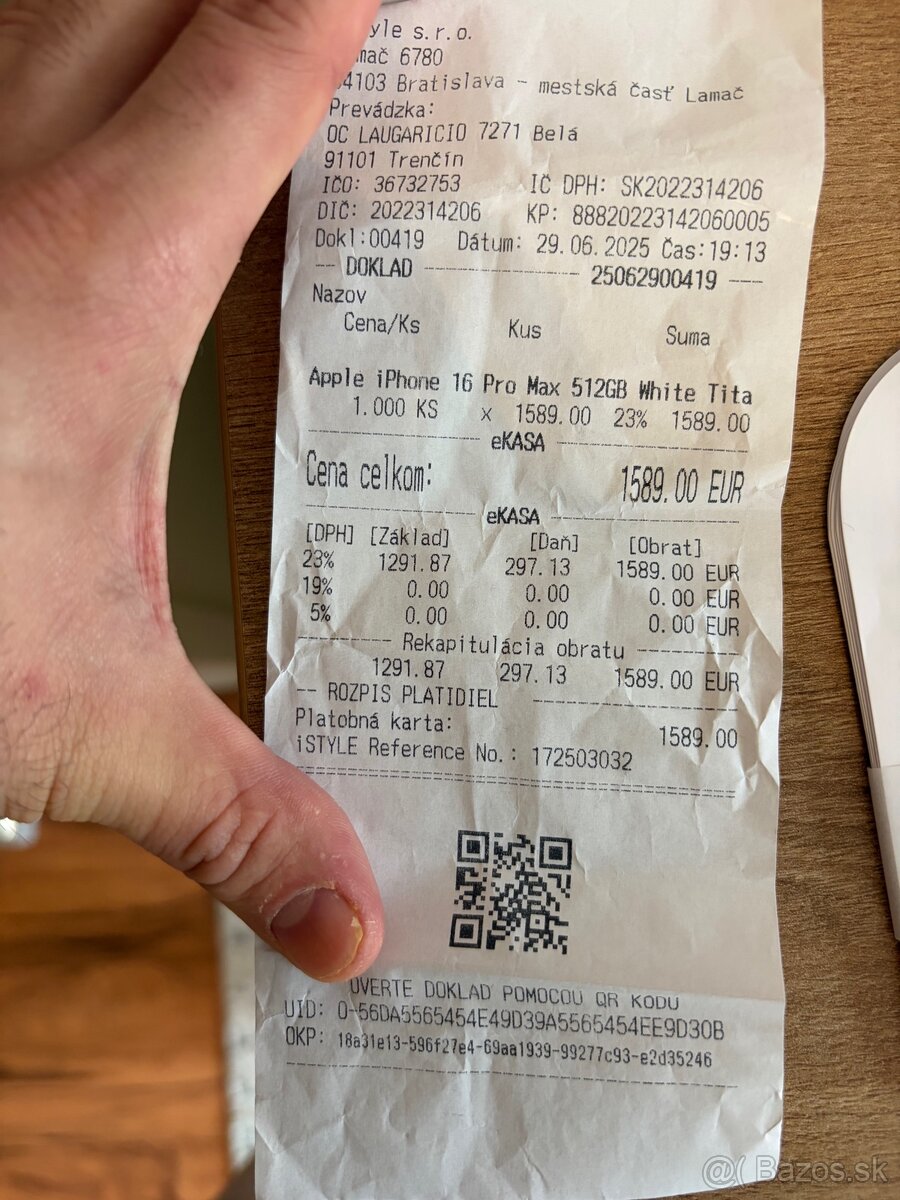 yle s.r.o.
mač 6780
4103 Bratislava - mestská časť Lamač
Prevádzka:
OC LAUGARICIO 7271 Belá
91101 Trenčín
IČO: 36732753 IČ DPH: SK2022314206
DIČ: 2022314206 KP: 88820223142060005
Dokl:00419 Dátum: 29.06.2025 Čas:19:13
DOKLAD 25062900419
Nazov
Cena/Ks Kus Suma
Apple iPhone 16 Pro Max 512GB White Tita
1.000 KS x 1589.00 23% 1589.00
eKASA
Cena celkom: 1589.00 EUR
eKASA
[DPH] [Základ] [Daň] [Obrat]
23% 1291.87 297.13 1589.00 EUR
19% 0.00 0.00 0.00 EUR
5% 0.00 0.00 0.00 EUR
Rekapitulácia obratu
1291.87 297.13 1589.00 EUR
ROZPIS PLATIDIEL
Platobná karta: 1589.00
iSTYLE Reference No.: 172503032
OVERTE DOKLAD POMOCOU QR KODU
UID: O-56DA5565454E49D39A5565454EE9D30B
OKP: 18a31e13-596f27e4-69aa1939-99277c93-e2d35246
@( Bazos.sk